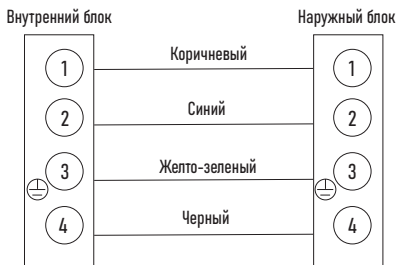 Внутренний блок Наружный блок
1 Коричневый 1
2 Синий 2
3 Желто-зеленый 3
4 Черный 4